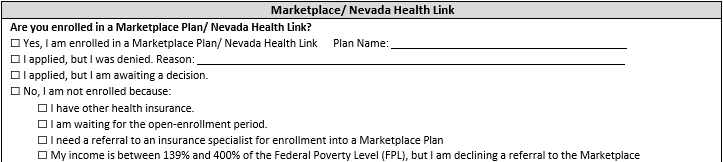 Marketplace/ Nevada Health Link
Are you enrolled in a Marketplace Plan/ Nevada Health Link?
☐ Yes, I am enrolled in a Marketplace Plan/ Nevada Health Link Plan Name: ____________________
☐ I applied, but I was denied. Reason: ____________________
☐ I applied, but I am awaiting a decision.
☐ No, I am not enrolled because:
☐ I have other health insurance.
☐ I am waiting for the open-enrollment period.
☐ I need a referral to an insurance specialist for enrollment into a Marketplace Plan
☐ My income is between 139% and 400% of the Federal Poverty Level (FPL), but I am declining a referral to the Marketplace